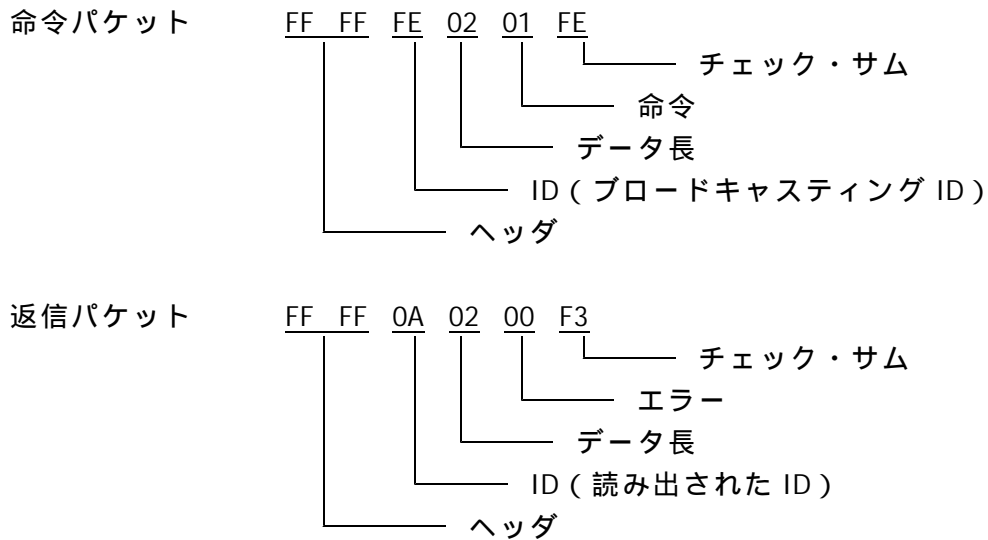 命令パケット FF FF FE 02 01 FE
チェック・サム
命令
データ長
ID(ブロードキャスティング ID)
ヘッダ
返信パケット FF FF 0A 02 00 F3
チェック・サム
エラー
データ長
ID(読み出された ID)
ヘッダ